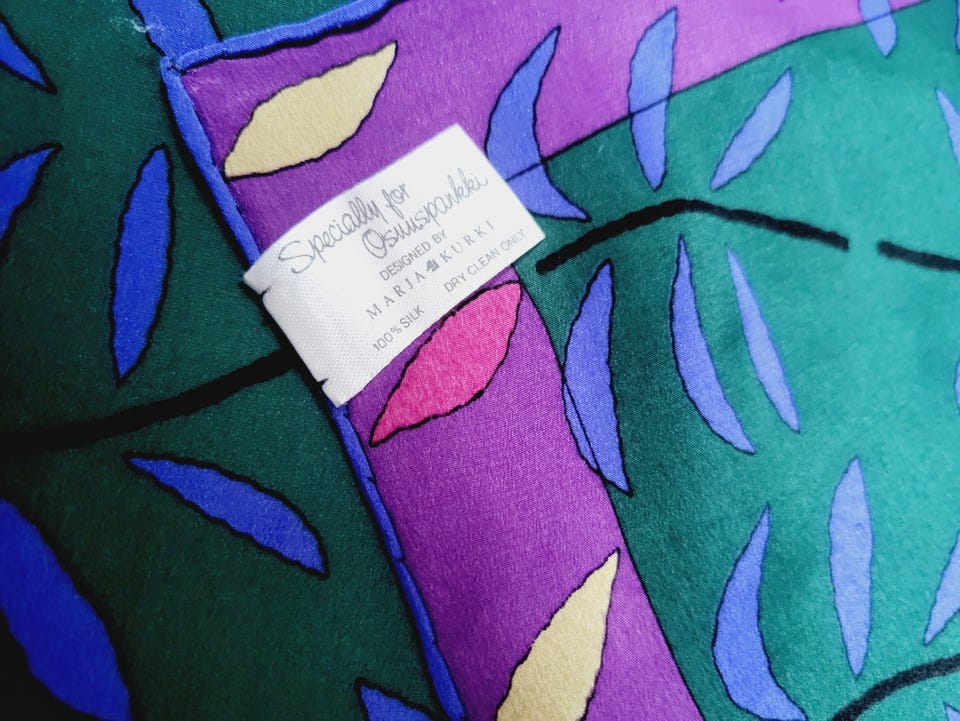 Specially for
Osuuspankki
DESIGNED BY
MARJA KURKI
100% SILK DRY CLEAN ONLY